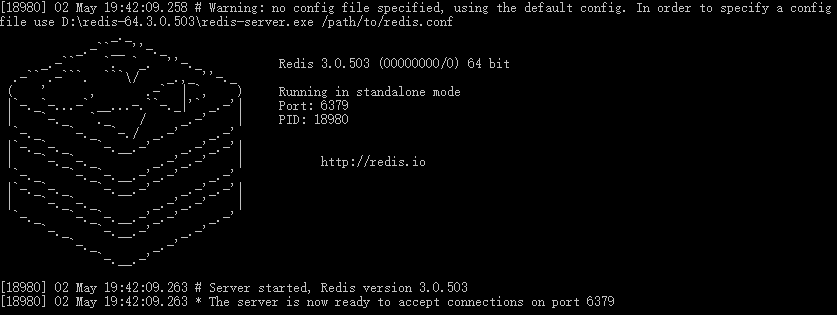 [18980] 02 May 19:42:09.258 # Warning: no config file specified, using the default config. In order to specify a config
file use D:\redis-64.3.0.503\redis-server.exe /path/to/redis.conf
Redis 3.0.503 (00000000/0) 64 bit
Running in standalone mode
Port: 6379
PID: 18980
http://redis.io
[18980] 02 May 19:42:09.263 # Server started, Redis version 3.0.503
[18980] 02 May 19:42:09.263 * The server is now ready to accept connections on port 6379